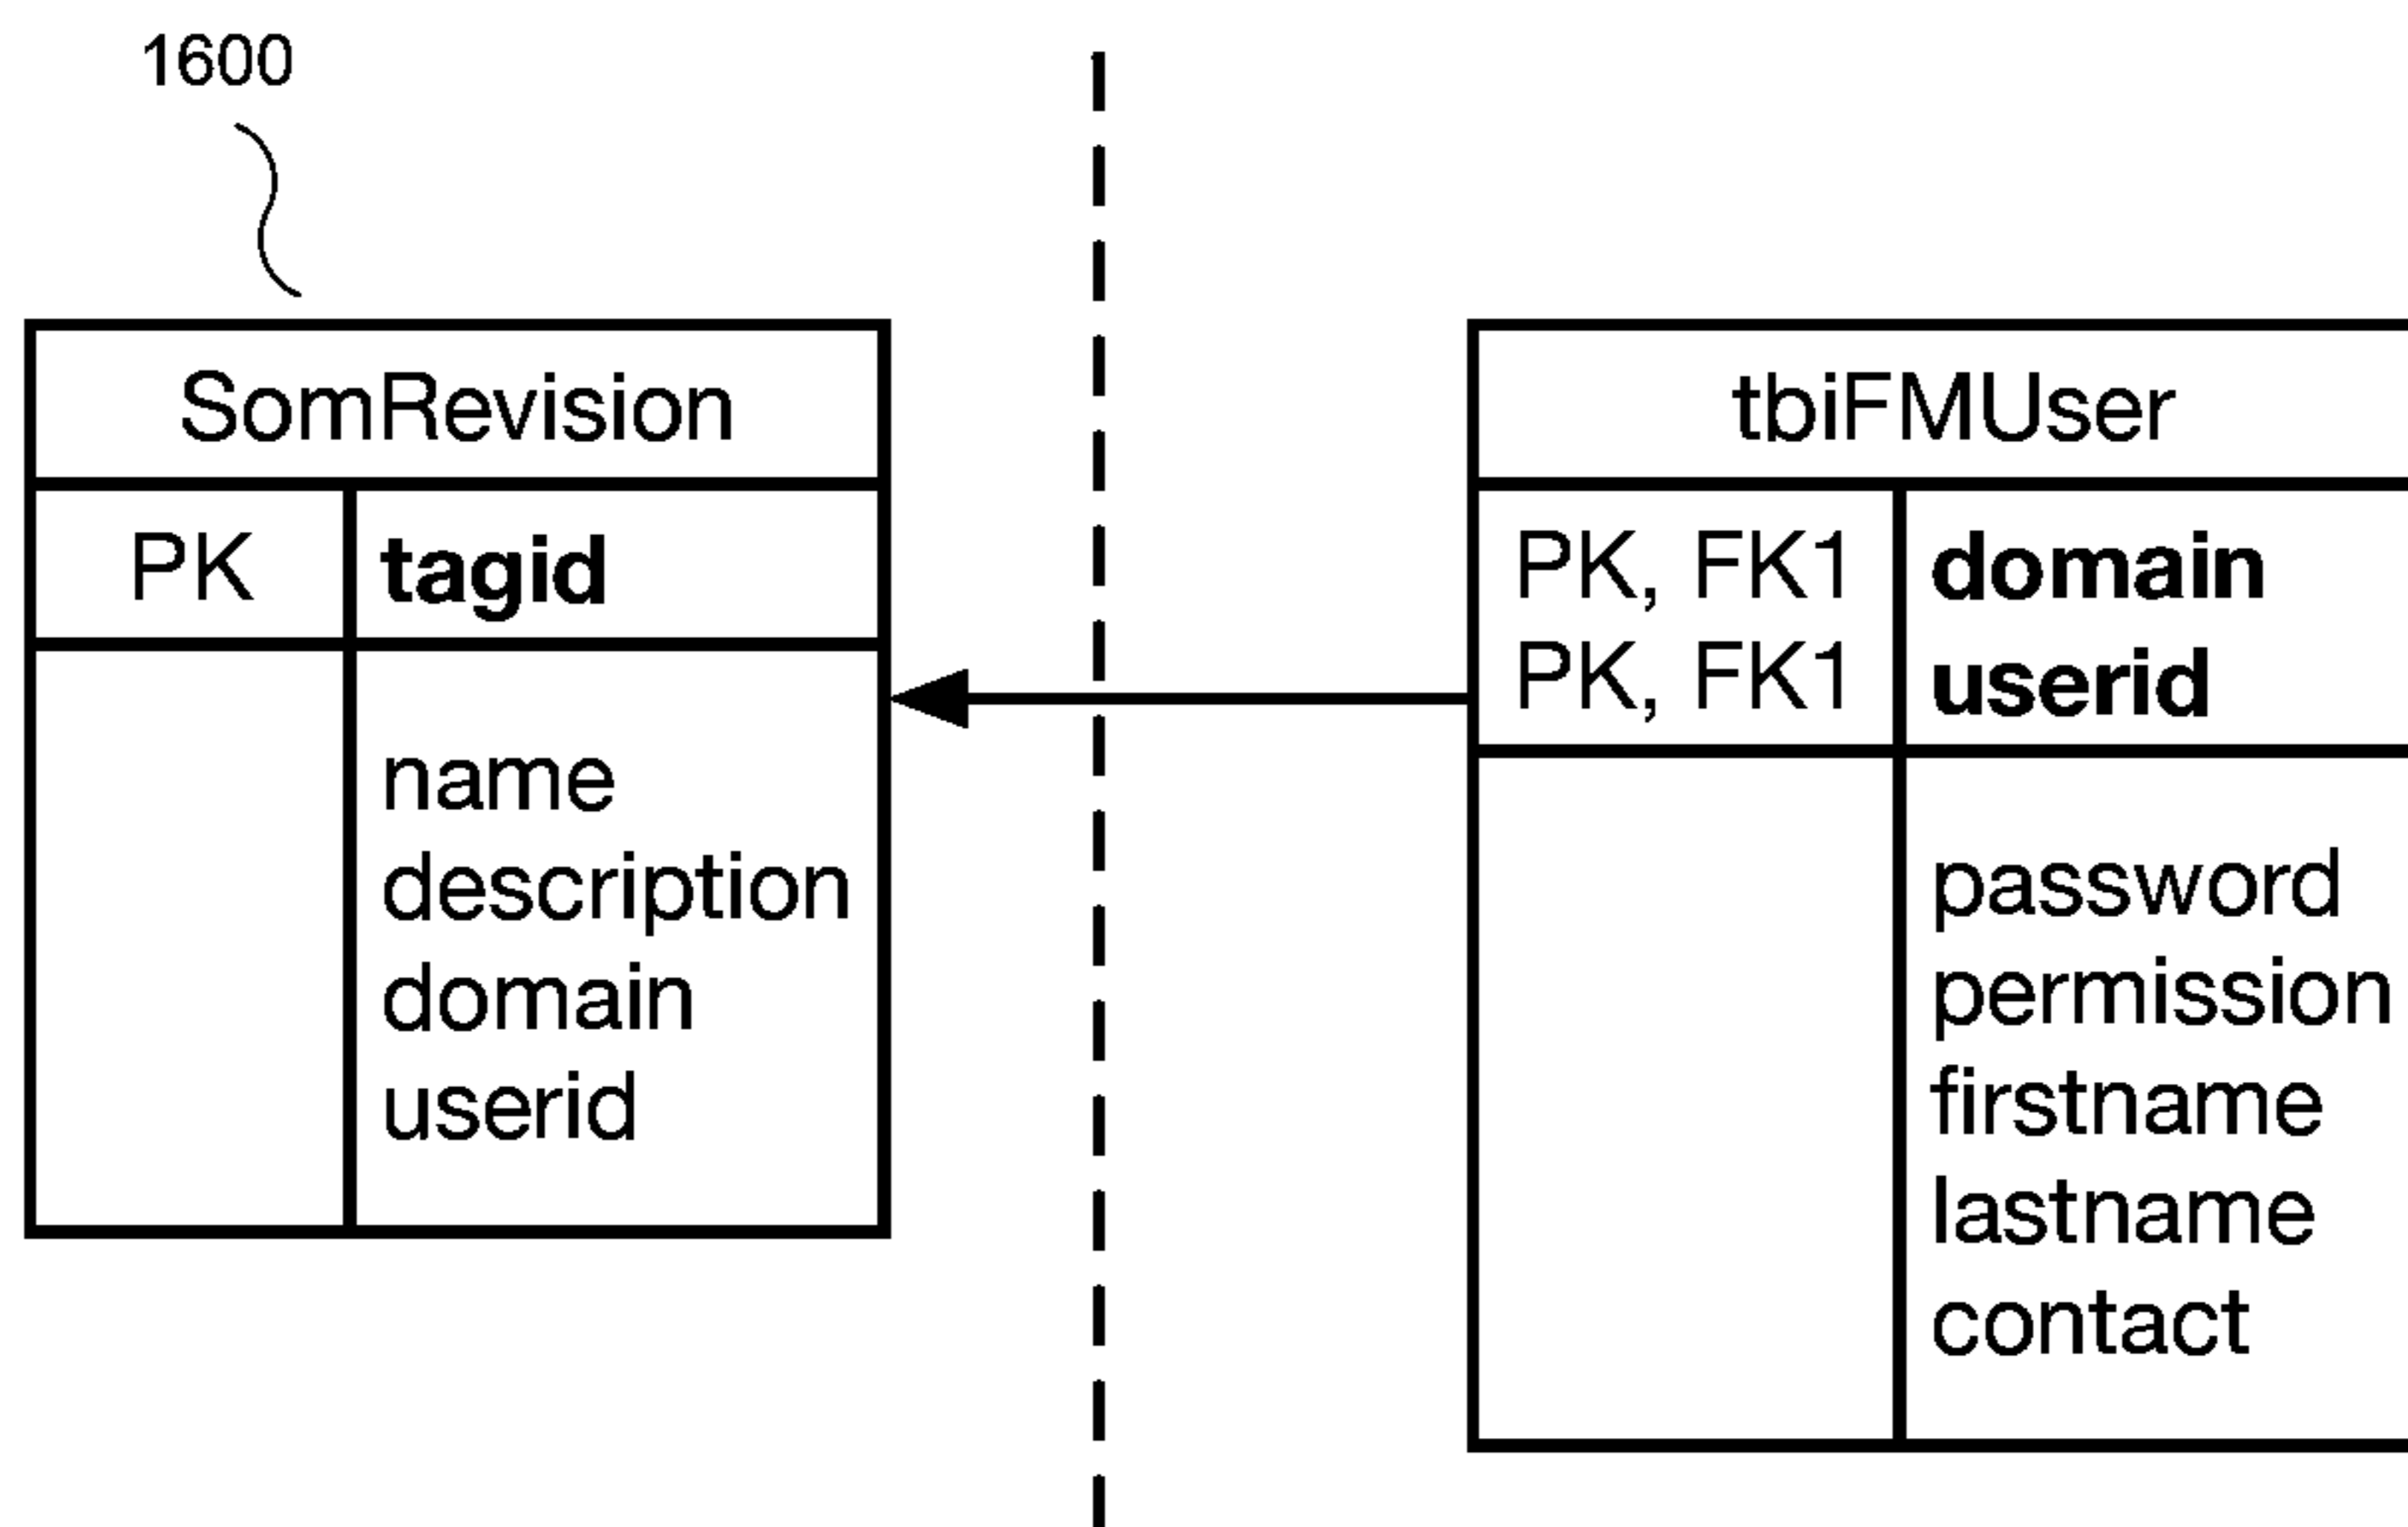 1600
SomRevision
PK tagid
name
description
domain
userid
tbiFMUser
PK, FK1 domain
PK, FK1 userid
password
permission
firstname
lastname
contact